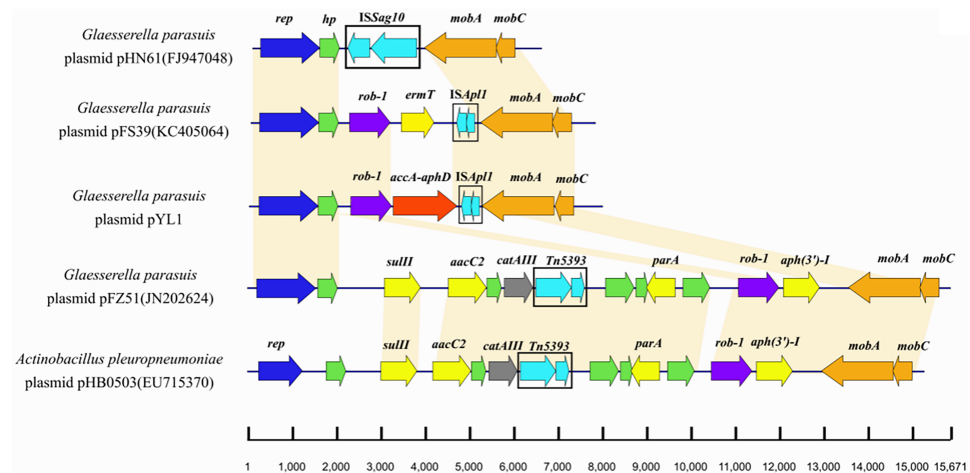 rep hp ISSag10 mobA mobC
Glaesserella parasuis
plasmid pHN61(FJ947048)
rob-1 ermT ISApl1 mobA mobC
Glaesserella parasuis
plasmid pFS39(KC405064)
rob-1 accA-aphD ISApl1 mobA mobC
Glaesserella parasuis
plasmid pYL1
sulII aacC2 catAIII Tn5393 parA rob-1 aph(3')-I mobA mobC
Glaesserella parasuis
plasmid pFZ51(JN202624)
rep sulII aacC2 catAIII Tn5393 parA rob-1 aph(3')-I mobA mobC
Actinobacillus pleuropneumoniae
plasmid pHB0503(EU715370)
1 1,000 2,000 3,000 4,000 5,000 6,000 7,000 8,000 9,000 10,000 11,000 12,000 13,000 14,000 15,000 15,671